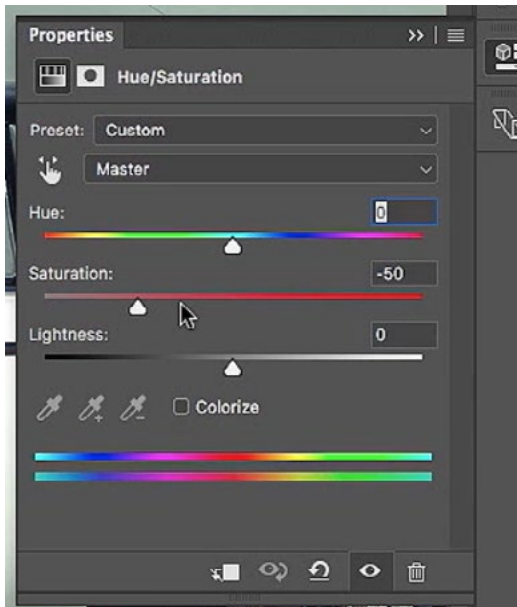 Properties
Hue/Saturation
Preset: Custom
Master
Hue: 0
Saturation: -50
Lightness: 0
Colorize